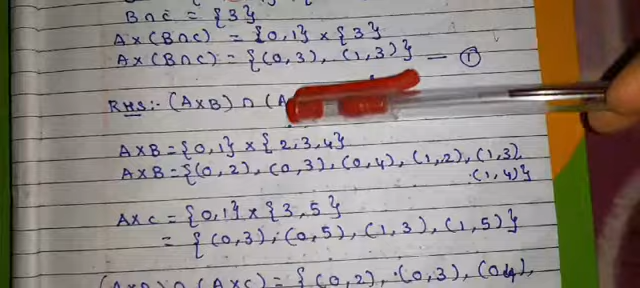 B∩C = {3}
A×(B∩C) = {0,1} × {3}
A×(B∩C) = {(0,3), (1,3)} — ①
RHS:- (A×B) ∩ (A
A×B = {0,1} × {2,3,4}
A×B = {(0,2), (0,3), (0,4), (1,2), (1,3),
(1,4)}
A×C = {0,1} × {3,5}
= {(0,3), (0,5), (1,3), (1,5)}
(A×B) ∩ (A×C) = {(0,2), (0,3), (0,4,